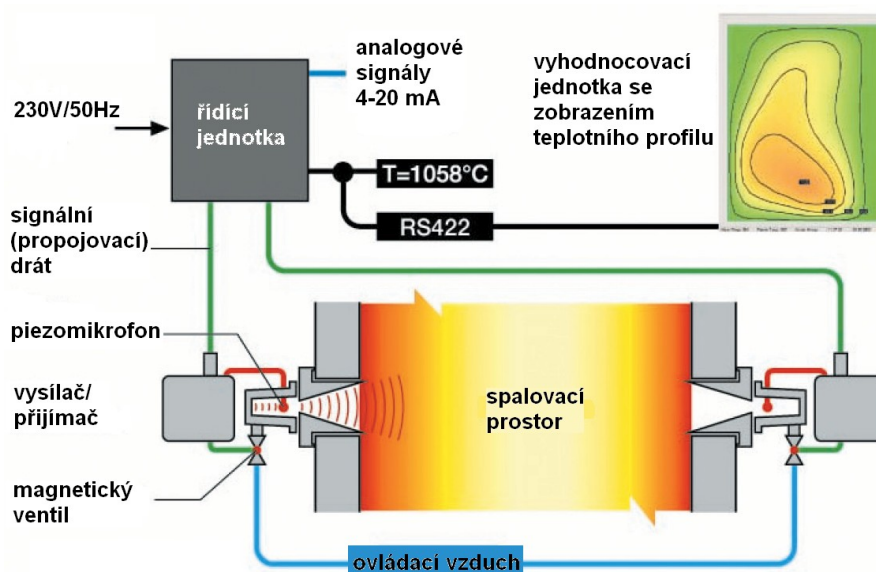 analogové
signály
4-20 mA
vyhodnocovací
jednotka se
zobrazením
teplotního profilu
230V/50Hz
řídící
jednotka
T=1058°C
RS422
signální
(propojovací)
drát
piezomikrofon
vysílač/
přijímač
spalovací
prostor
magnetický
ventil
ovládací vzduch